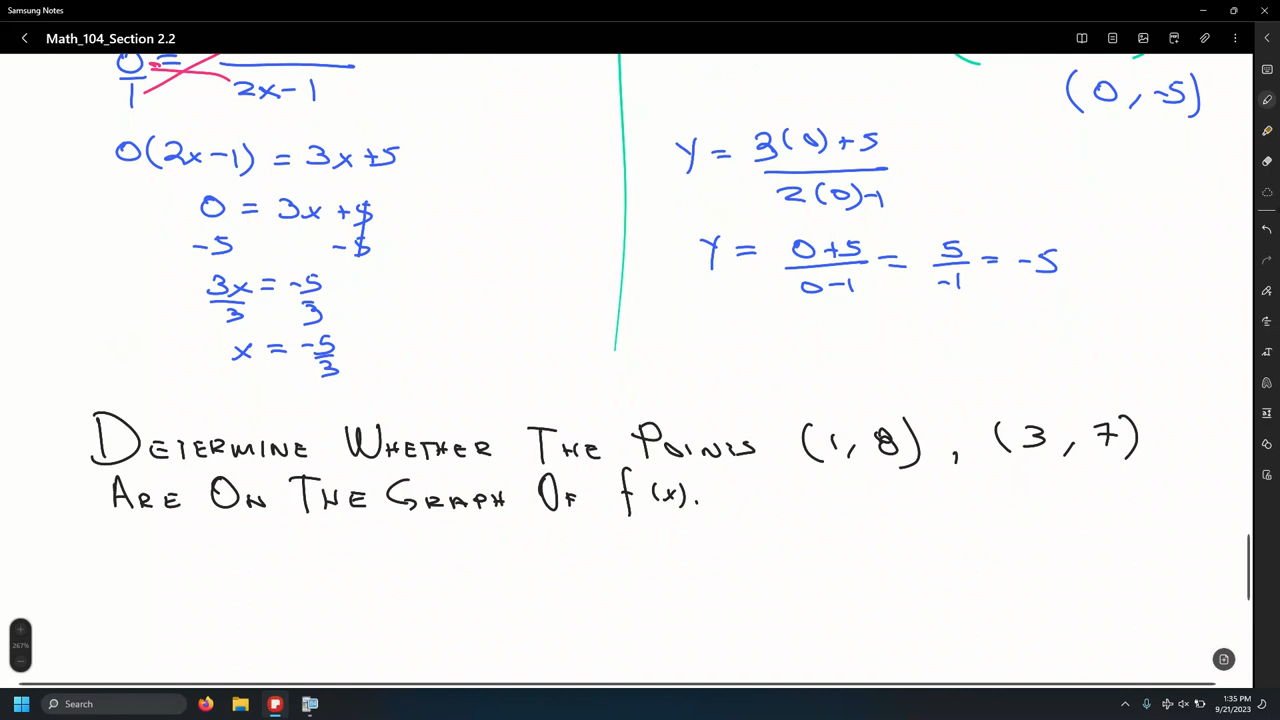 Samsung Notes
Math_104_Section 2.2
0/1 = 
2x-1
0(2x-1) = 3x+5
0 = 3x+5
-5 -5
3x/3 = -5/3
x = -5/3
(0, -5)
Y = 3(0)+5 / 2(0)-1
Y = 0+5 / 0-1 = 5/-1 = -5
DETERMINE WHETHER THE POINTS (1, 8), (3, 7)
ARE ON THE GRAPH OF f(x).
267%
Search
1:35 PM
9/21/2023